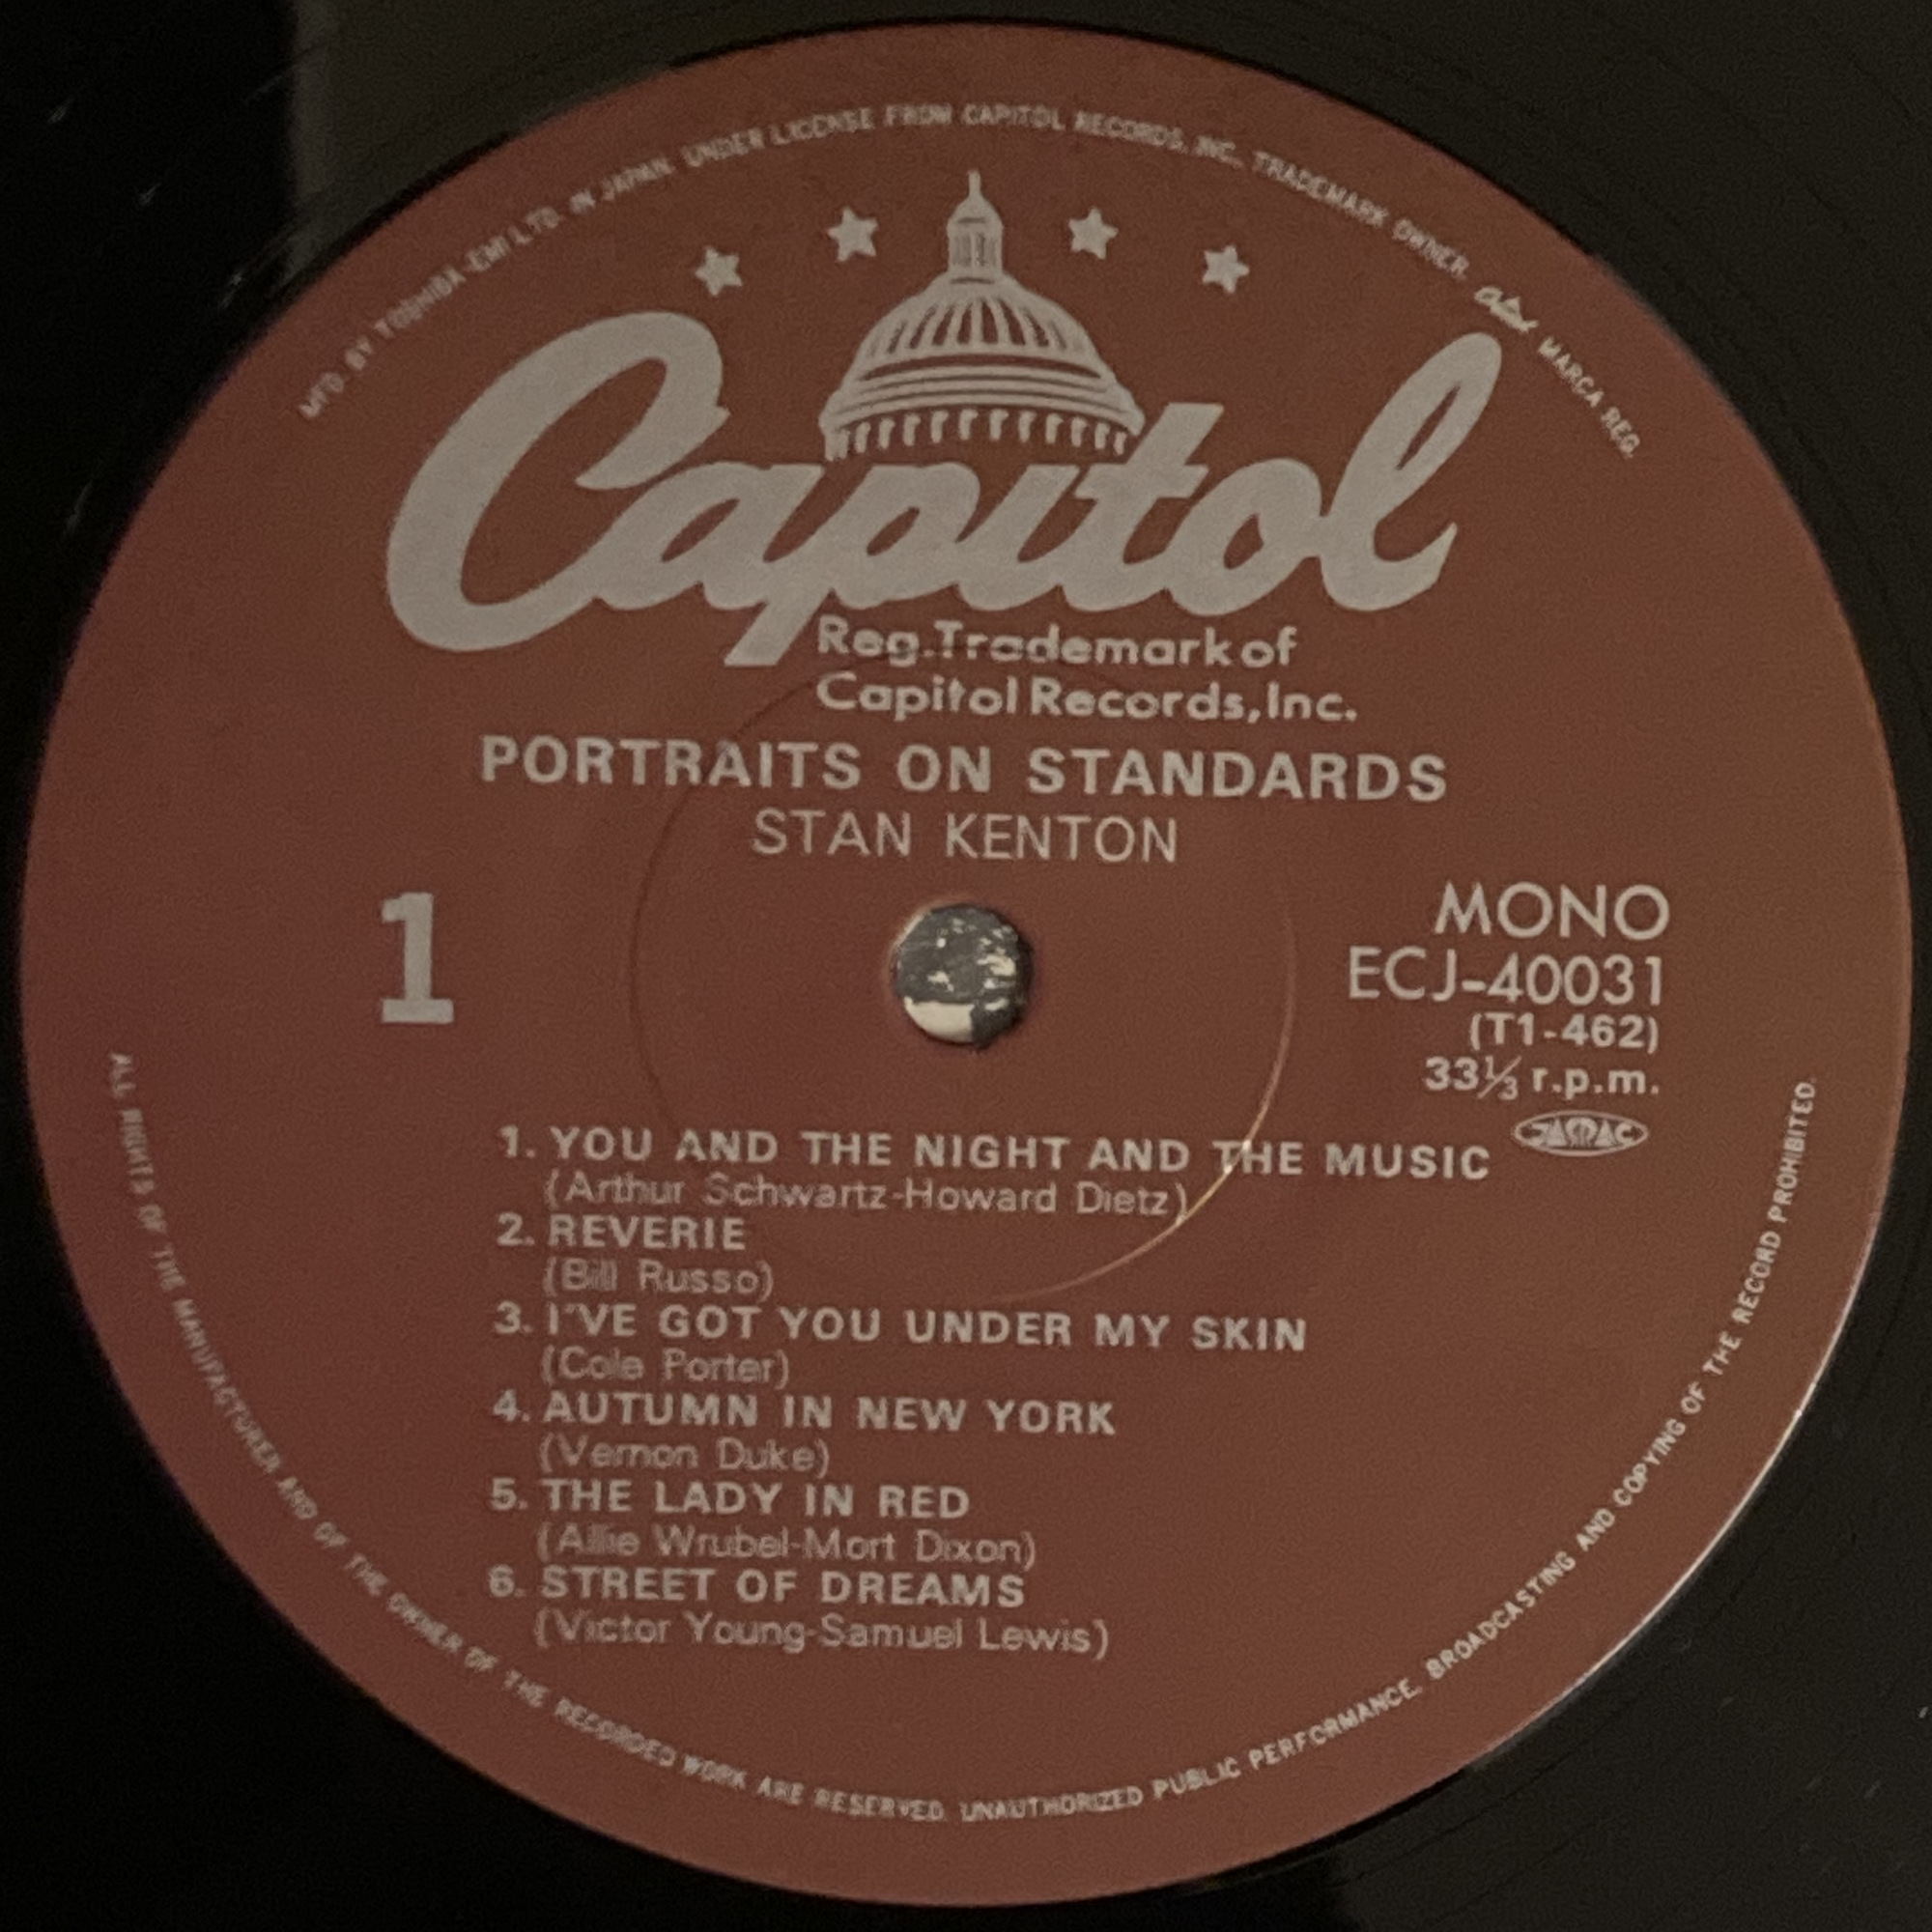 MFD. BY TOSHIBA-EMI LTD. IN JAPAN. UNDER LICENSE FROM CAPITOL RECORDS, INC. TRADEMARK OWNER. MARCA REG.
Capitol
Reg. Trademark of
Capitol Records, Inc.
PORTRAITS ON STANDARDS
STAN KENTON
1
MONO
ECJ-40031
(T1-462)
33⅓ r.p.m.
JASRAC
1. YOU AND THE NIGHT AND THE MUSIC
(Arthur Schwartz-Howard Dietz)
2. REVERIE
(Bill Russo)
3. I'VE GOT YOU UNDER MY SKIN
(Cole Porter)
4. AUTUMN IN NEW YORK
(Vernon Duke)
5. THE LADY IN RED
(Allie Wrubel-Mort Dixon)
6. STREET OF DREAMS
(Victor Young-Samuel Lewis)
ALL RIGHTS OF THE MANUFACTURER AND OF THE OWNER OF THE RECORDED WORK ARE RESERVED. UNAUTHORIZED PUBLIC PERFORMANCE, BROADCASTING AND COPYING OF THE RECORD PROHIBITED.